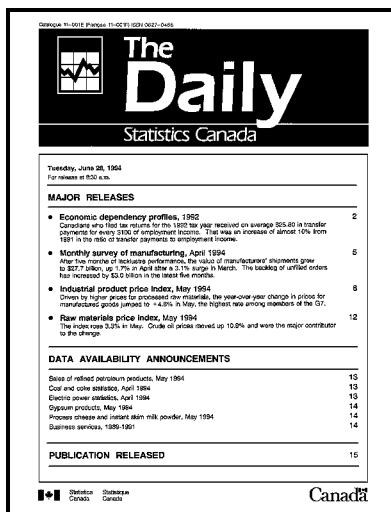 Catalogue 11-001E (Français 11-001F) ISSN 0827-0465
The
Daily
Statistics Canada
Tuesday, June 28, 1994
For release at 8:30 a.m.
MAJOR RELEASES
● Economic dependency profiles, 1992 2
Canadians who filed tax returns for the 1992 tax year received on average $25.80 in transfer
payments for every $100 of employment income. That was an increase of almost 10% from
1991 in the ratio of transfer payments to employment income.
● Monthly survey of manufacturing, April 1994 5
After five months of lacklustre performance, the value of manufacturers' shipments grew
to $27.7 billion, up 1.7% in April after a 3.1% surge in March. The backlog of unfilled orders
has increased by $3.0 billion in the latest five months.
● Industrial product price index, May 1994 8
Driven by higher prices for processed raw materials, the year-over-year change in prices for
manufactured goods jumped to +4.8% in May, the highest rate among members of the G7.
● Raw materials price index, May 1994 12
The index rose 3.3% in May. Crude oil prices moved up 10.8% and were the major contributor
to the change.
DATA AVAILABILITY ANNOUNCEMENTS
Sales of refined petroleum products, May 1994 13
Coal and coke statistics, April 1994 13
Electric power statistics, April 1994 13
Gypsum products, May 1994 14
Process cheese and instant skim milk powder, May 1994 14
Business services, 1989-1991 14
PUBLICATION RELEASED 15
Statistics Statistique
Canada Canada
Canada